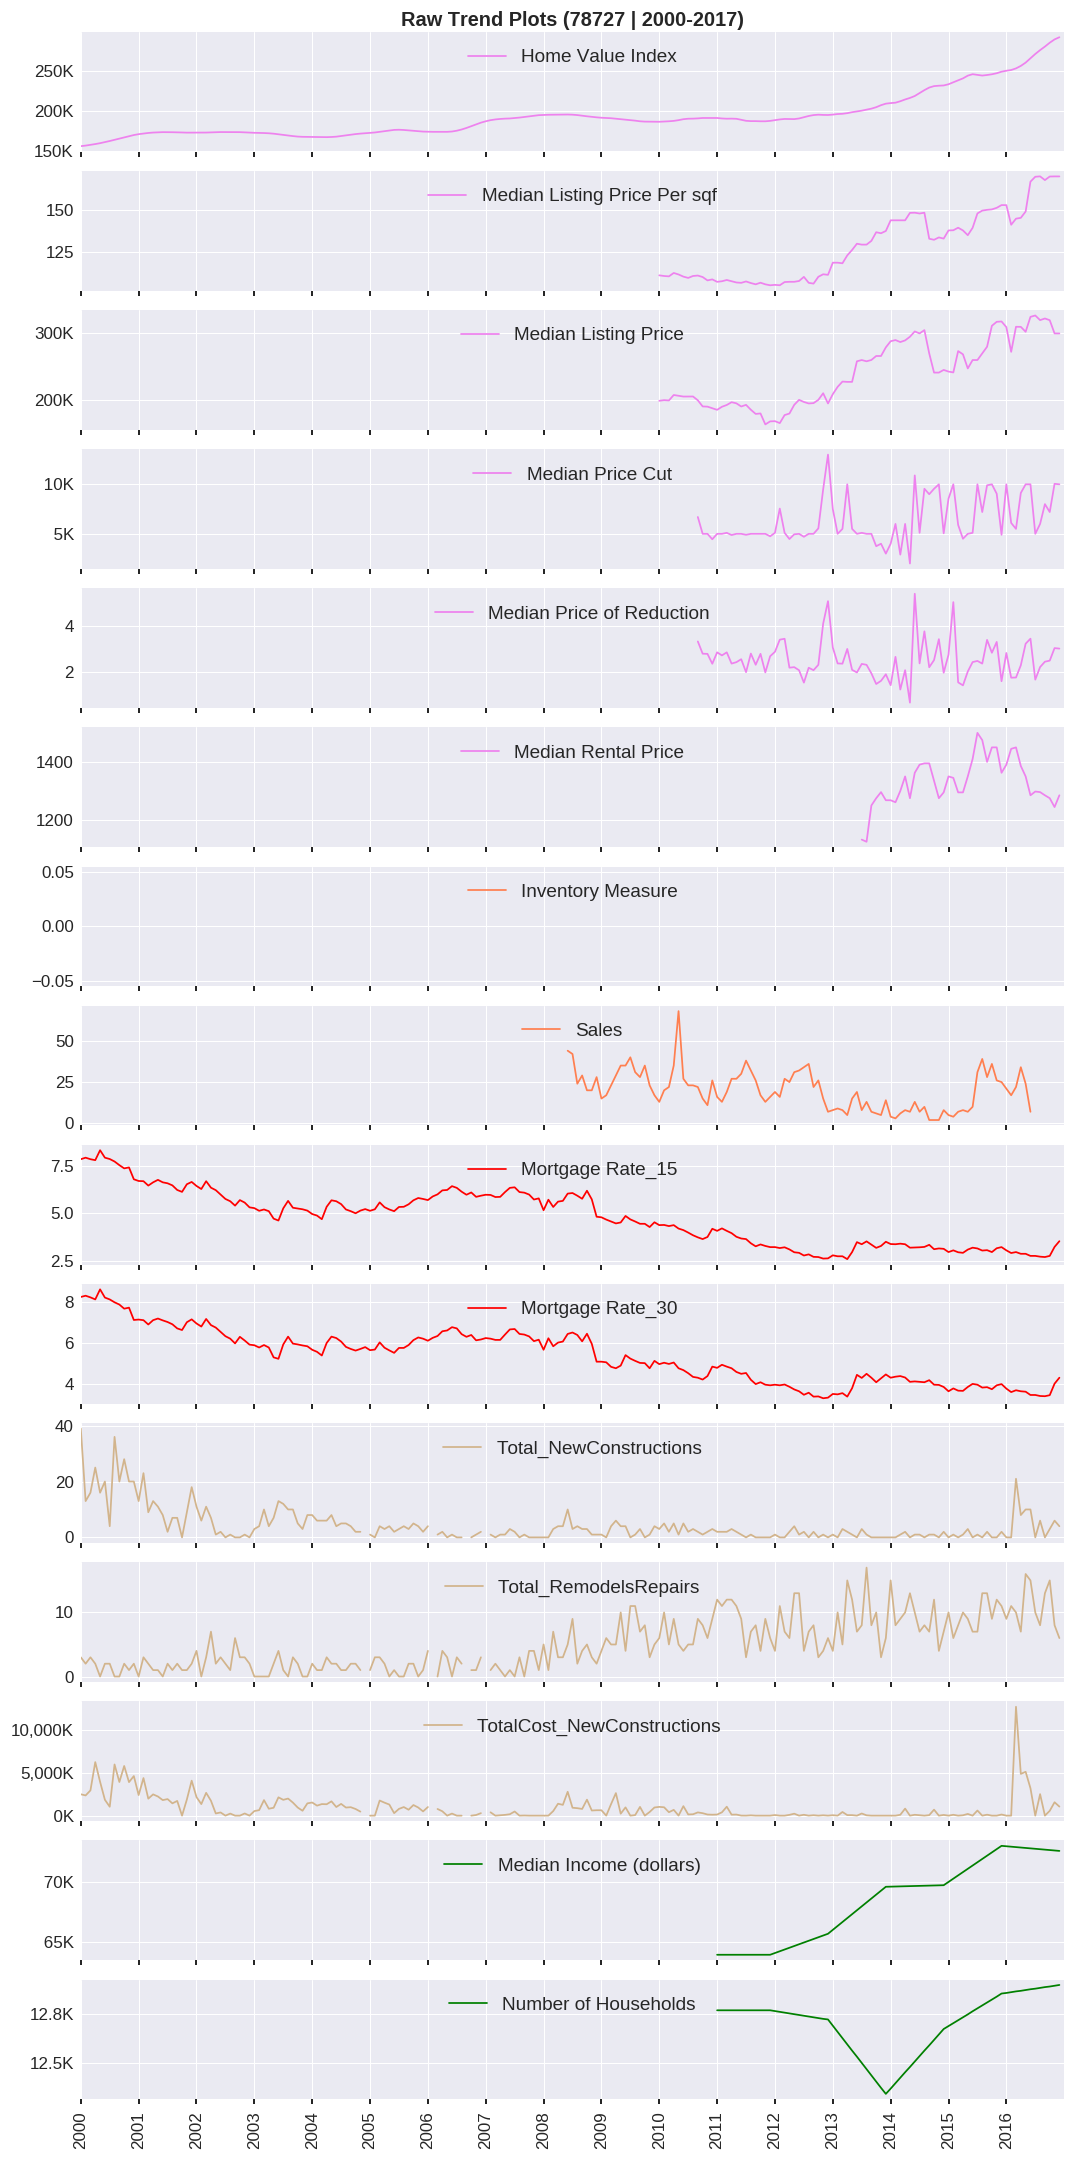 Raw Trend Plots (78727 | 2000-2017)
Home Value Index
250K
200K
150K
Median Listing Price Per sqf
150
125
Median Listing Price
300K
200K
Median Price Cut
10K
5K
Median Price of Reduction
4
2
Median Rental Price
1400
1200
Inventory Measure
0.05
0.00
−0.05
Sales
50
25
0
Mortgage Rate_15
7.5
5.0
2.5
Mortgage Rate_30
8
6
4
Total_NewConstructions
40
20
0
Total_RemodelsRepairs
10
0
TotalCost_NewConstructions
10,000K
5,000K
0K
Median Income (dollars)
70K
65K
Number of Households
12.8K
12.5K
2000 2001 2002 2003 2004 2005 2006 2007 2008 2009 2010 2011 2012 2013 2014 2015 2016